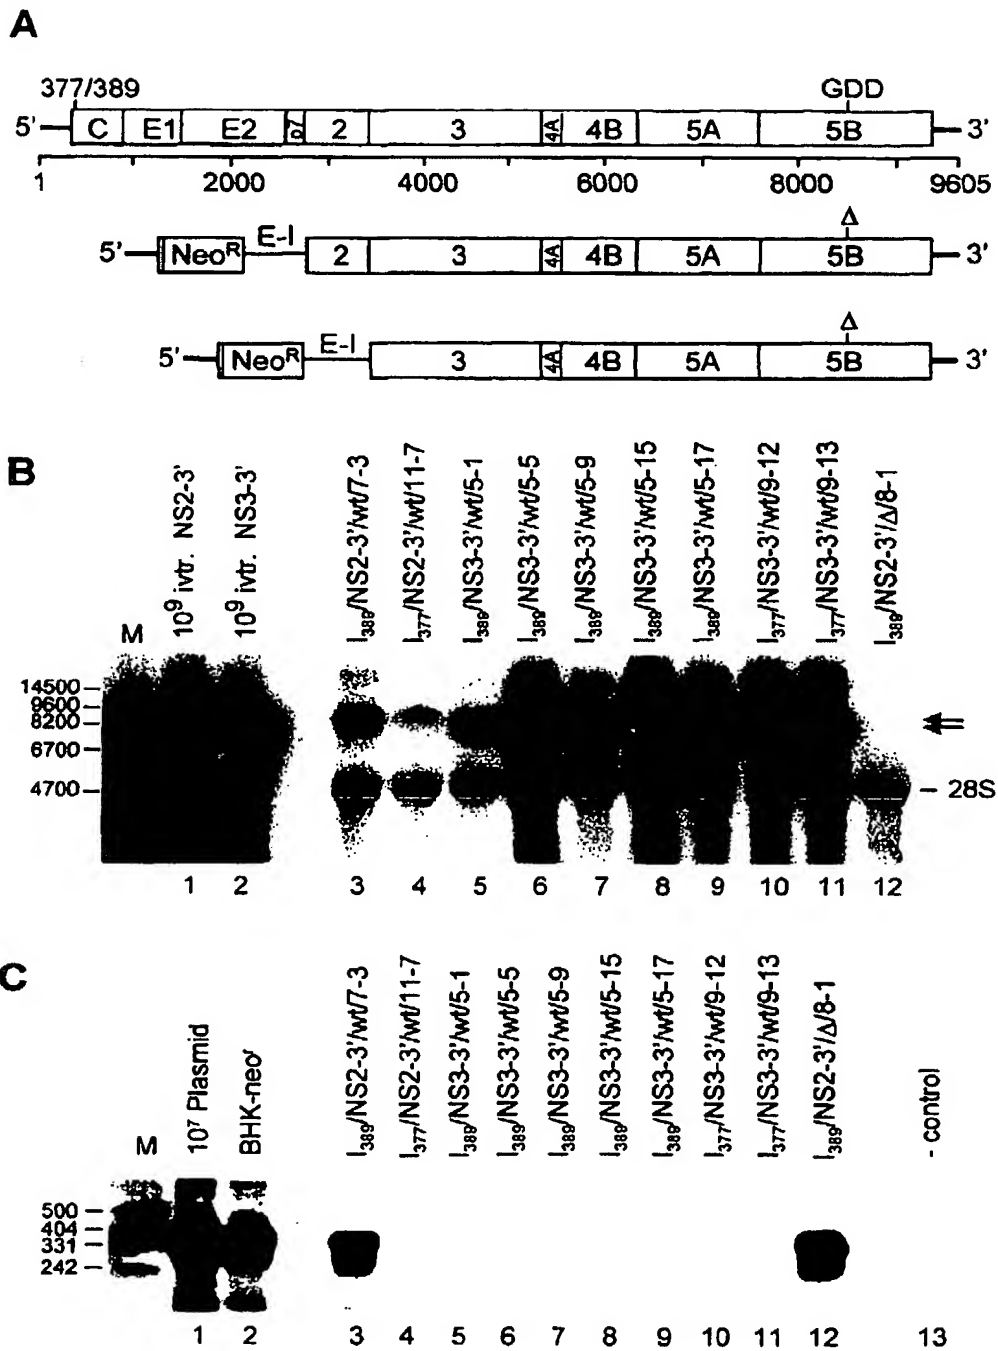 A
377/389 GDD
5' C E1 E2 p7 2 3 4A 4B 5A 5B 3'
1 2000 4000 6000 8000 9605
Δ
5' Neo^R E-I 2 3 4A 4B 5A 5B 3'
Δ
5' Neo^R E-I 3 4A 4B 5A 5B 3'
B
M
10⁹ ivtr. NS2-3'
10⁹ ivtr. NS3-3'
I₃₈₉/NS2-3'/wt/7-3
I₃₇₇/NS2-3'/wt/11-7
I₃₈₉/NS3-3'/wt/5-1
I₃₈₉/NS3-3'/wt/5-5
I₃₈₉/NS3-3'/wt/5-9
I₃₈₉/NS3-3'/wt/5-15
I₃₈₉/NS3-3'/wt/5-17
I₃₇₇/NS3-3'/wt/9-12
I₃₇₇/NS3-3'/wt/9-13
I₃₈₉/NS2-3'/Δ/8-1
14500
9600
8200
6700
4700
28S
1 2 3 4 5 6 7 8 9 10 11 12
C
M
10⁷ Plasmid
BHK-neoʳ
I₃₈₉/NS2-3'/wt/7-3
I₃₇₇/NS2-3'/wt/11-7
I₃₈₉/NS3-3'/wt/5-1
I₃₈₉/NS3-3'/wt/5-5
I₃₈₉/NS3-3'/wt/5-9
I₃₈₉/NS3-3'/wt/5-15
I₃₈₉/NS3-3'/wt/5-17
I₃₇₇/NS3-3'/wt/9-12
I₃₇₇/NS3-3'/wt/9-13
I₃₈₉/NS2-3'/Δ/8-1
- control
500
404
331
242
1 2 3 4 5 6 7 8 9 10 11 12 13